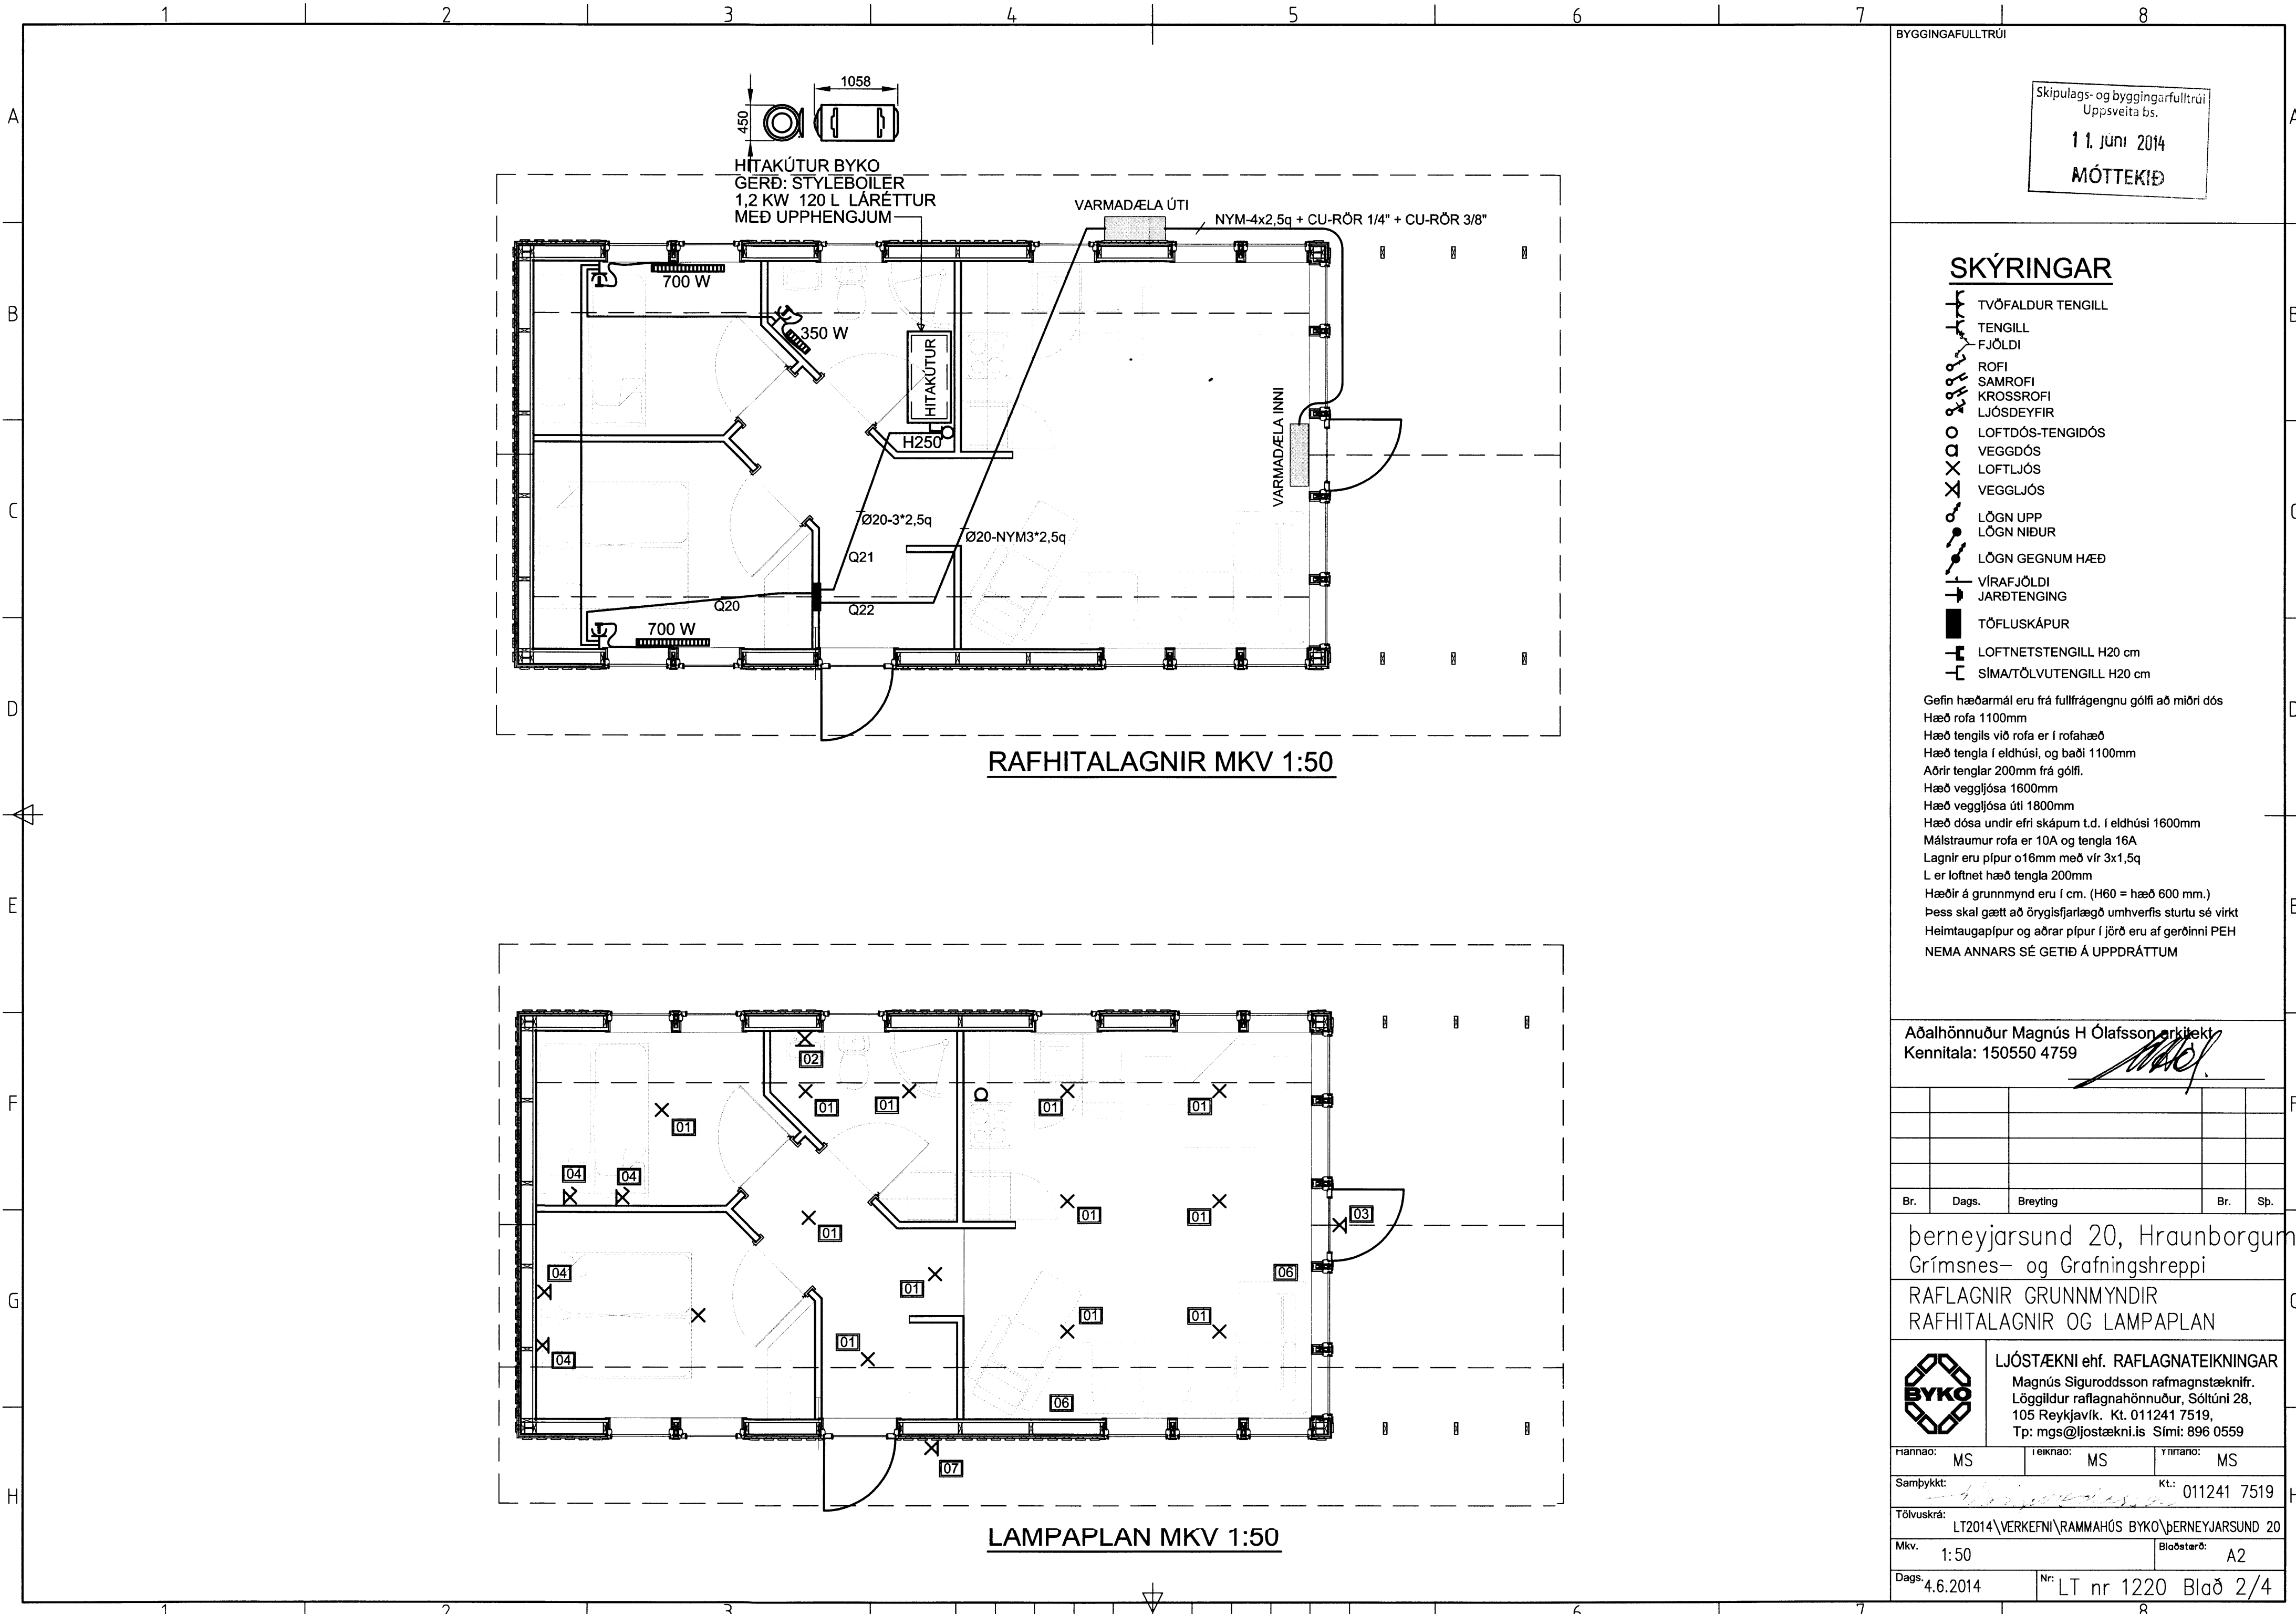 1 2 3 4 5 6 7 8
A
B
C
D
E
F
G
H
1058
450
HITAKÚTUR BYKO
GERÐ: STYLEBOILER
1,2 KW 120 L LÁRÉTTUR
MEÐ UPPHENGJUM
VARMADÆLA ÚTI
NYM-4x2,5q + CU-RÖR 1/4" + CU-RÖR 3/8"
700 W
350 W
HITAKÚTUR
H250
VARMADÆLA INNI
Ø20-3*2,5q
Ø20-NYM3*2,5q
Q21
Q20
Q22
700 W
RAFHITALAGNIR MKV 1:50
02
01
01
01
01
01
04
04
01
01
01
03
04
01
06
01
01
01
04
06
07
LAMPAPLAN MKV 1:50
BYGGINGAFULLTRÚI
Skipulags- og byggingarfulltrúi
Uppsveita bs.
11. júní 2014
MÓTTEKIÐ
SKÝRINGAR
TVÖFALDUR TENGILL
TENGILL
FJÖLDI
ROFI
SAMROFI
KROSSROFI
LJÓSDEYFIR
LOFTDÓS-TENGIDÓS
VEGGDÓS
LOFTLJÓS
VEGGLJÓS
LÖGN UPP
LÖGN NIÐUR
LÖGN GEGNUM HÆÐ
VÍRAFJÖLDI
JARÐTENGING
TÖFLUSKÁPUR
LOFTNETSTENGILL H20 cm
SÍMA/TÖLVUTENGILL H20 cm
Gefin hæðarmál eru frá fullfrágengnu gólfi að miðri dós
Hæð rofa 1100mm
Hæð tengils við rofa er í rofahæð
Hæð tengla í eldhúsi, og baði 1100mm
Aðrir tenglar 200mm frá gólfi.
Hæð veggljósa 1600mm
Hæð veggljósa úti 1800mm
Hæð dósa undir efri skápum t.d. í eldhúsi 1600mm
Málstraumur rofa er 10A og tengla 16A
Lagnir eru pípur o16mm með vír 3x1,5q
L er loftnet hæð tengla 200mm
Hæðir á grunnmynd eru í cm. (H60 = hæð 600 mm.)
Þess skal gætt að örygisfjarlægð umhverfis sturtu sé virkt
Heimtaugapípur og aðrar pípur í jörð eru af gerðinni PEH
NEMA ANNARS SÉ GETIÐ Á UPPDRÁTTUM
Aðalhönnuður Magnús H Ólafsson arkitekt
Kennitala: 150550 4759
Br. Dags. Breyting Br. Sþ.
Þerneyjarsund 20, Hraunborgum
Grímsnes- og Grafningshreppi
RAFLAGNIR GRUNNMYNDIR
RAFHITALAGNIR OG LAMPAPLAN
BYKO
LJÓSTÆKNI ehf. RAFLAGNATEIKNINGAR
Magnús Siguroddsson rafmagnstæknifr.
Löggildur raflagnahönnuður, Sóltúni 28,
105 Reykjavík. Kt. 011241 7519,
Tp: mgs@ljostækni.is Sími: 896 0559
Hannað: MS Teiknað: MS Yfirfarið: MS
Samþykkt: Kt.: 011241 7519
Tölvuskrá:
LT2014\VERKEFNI\RAMMAHÚS BYKO\ÞERNEYJARSUND 20
Mkv. 1:50 Blaðstærð: A2
Dags. 4.6.2014 Nr: LT nr 1220 Blað 2/4
1 2 3 6 7 8